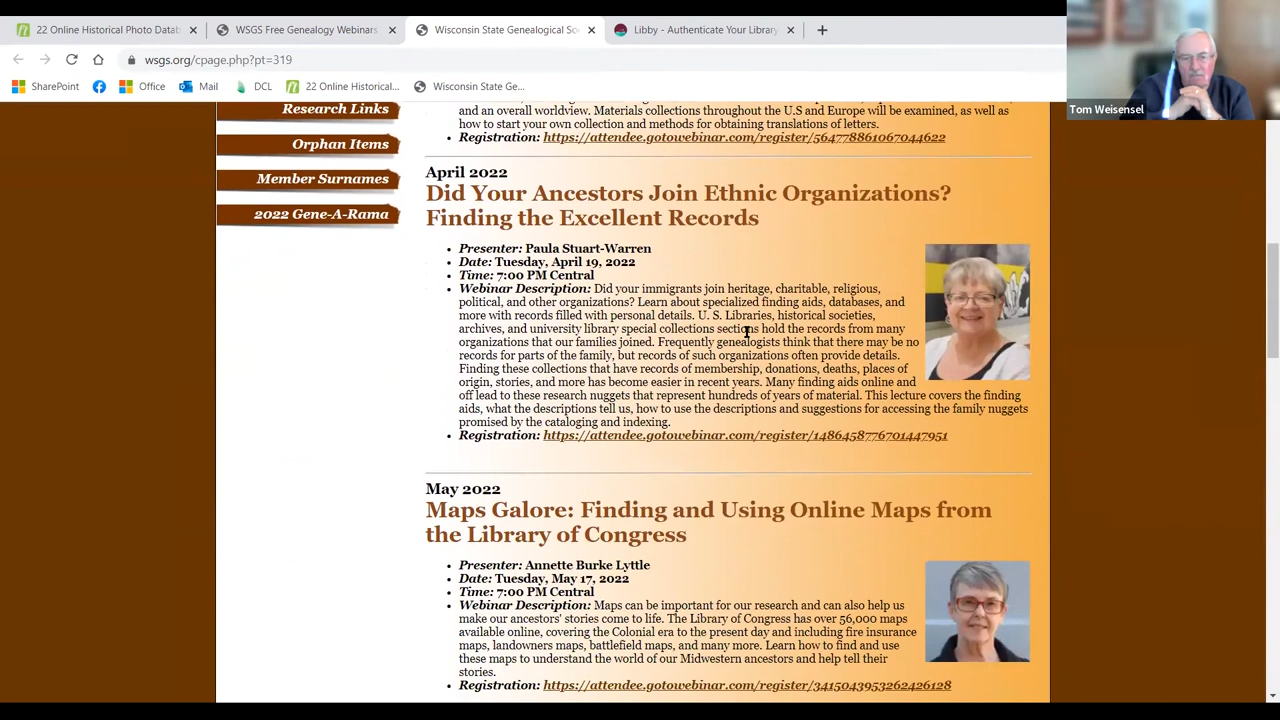 22 Online Historical Photo Datab
WSGS Free Genealogy Webinars
Wisconsin State Genealogical So
Libby - Authenticate Your Library
wsgs.org/cpage.php?pt=319
SharePoint
Office
Mail
DCL
22 Online Historical...
Wisconsin State Ge...
Tom Weisensel
Research Links
Orphan Items
Member Surnames
2022 Gene-A-Rama
and an overall worldview. Materials collections throughout the U.S and Europe will be examined, as well as
how to start your own collection and methods for obtaining translations of letters.
• Registration: https://attendee.gotowebinar.com/register/564778861067044622
April 2022
Did Your Ancestors Join Ethnic Organizations?
Finding the Excellent Records
• Presenter: Paula Stuart-Warren
• Date: Tuesday, April 19, 2022
• Time: 7:00 PM Central
• Webinar Description: Did your immigrants join heritage, charitable, religious,
political, and other organizations? Learn about specialized finding aids, databases, and
more with records filled with personal details. U. S. Libraries, historical societies,
archives, and university library special collections sections hold the records from many
organizations that our families joined. Frequently genealogists think that there may be no
records for parts of the family, but records of such organizations often provide details.
Finding these collections that have records of membership, donations, deaths, places of
origin, stories, and more has become easier in recent years. Many finding aids online and
off lead to these research nuggets that represent hundreds of years of material. This lecture covers the finding
aids, what the descriptions tell us, how to use the descriptions and suggestions for accessing the family nuggets
promised by the cataloging and indexing.
• Registration: https://attendee.gotowebinar.com/register/1486458776701447951
May 2022
Maps Galore: Finding and Using Online Maps from
the Library of Congress
• Presenter: Annette Burke Lyttle
• Date: Tuesday, May 17, 2022
• Time: 7:00 PM Central
• Webinar Description: Maps can be important for our research and can also help us
make our ancestors' stories come to life. The Library of Congress has over 56,000 maps
available online, covering the Colonial era to the present day and including fire insurance
maps, landowners maps, battlefield maps, and many more. Learn how to find and use
these maps to understand the world of our Midwestern ancestors and help tell their
stories.
• Registration: https://attendee.gotowebinar.com/register/3415043953262426128